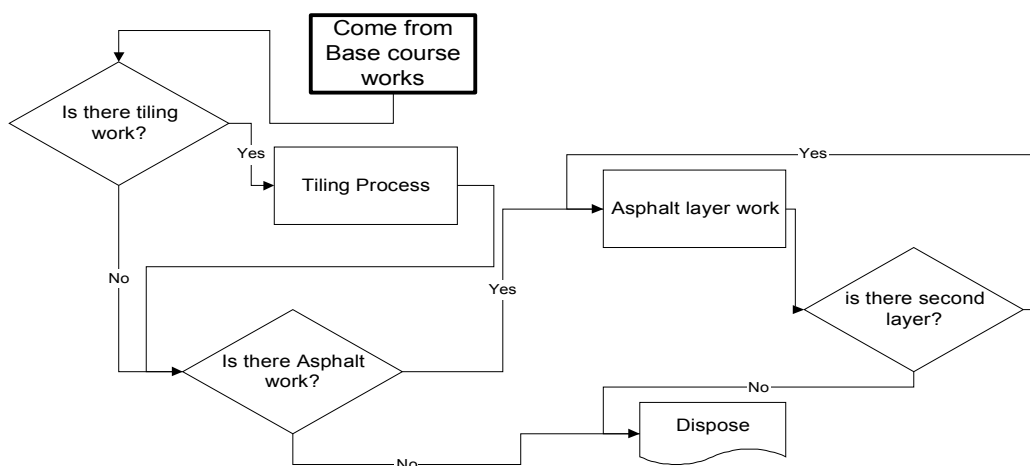 Come from
Base course
works
Is there tiling
work?
Yes
Tiling Process
Yes
Asphalt layer work
No
Yes
is there second
layer?
Is there Asphalt
work?
No
Dispose
No